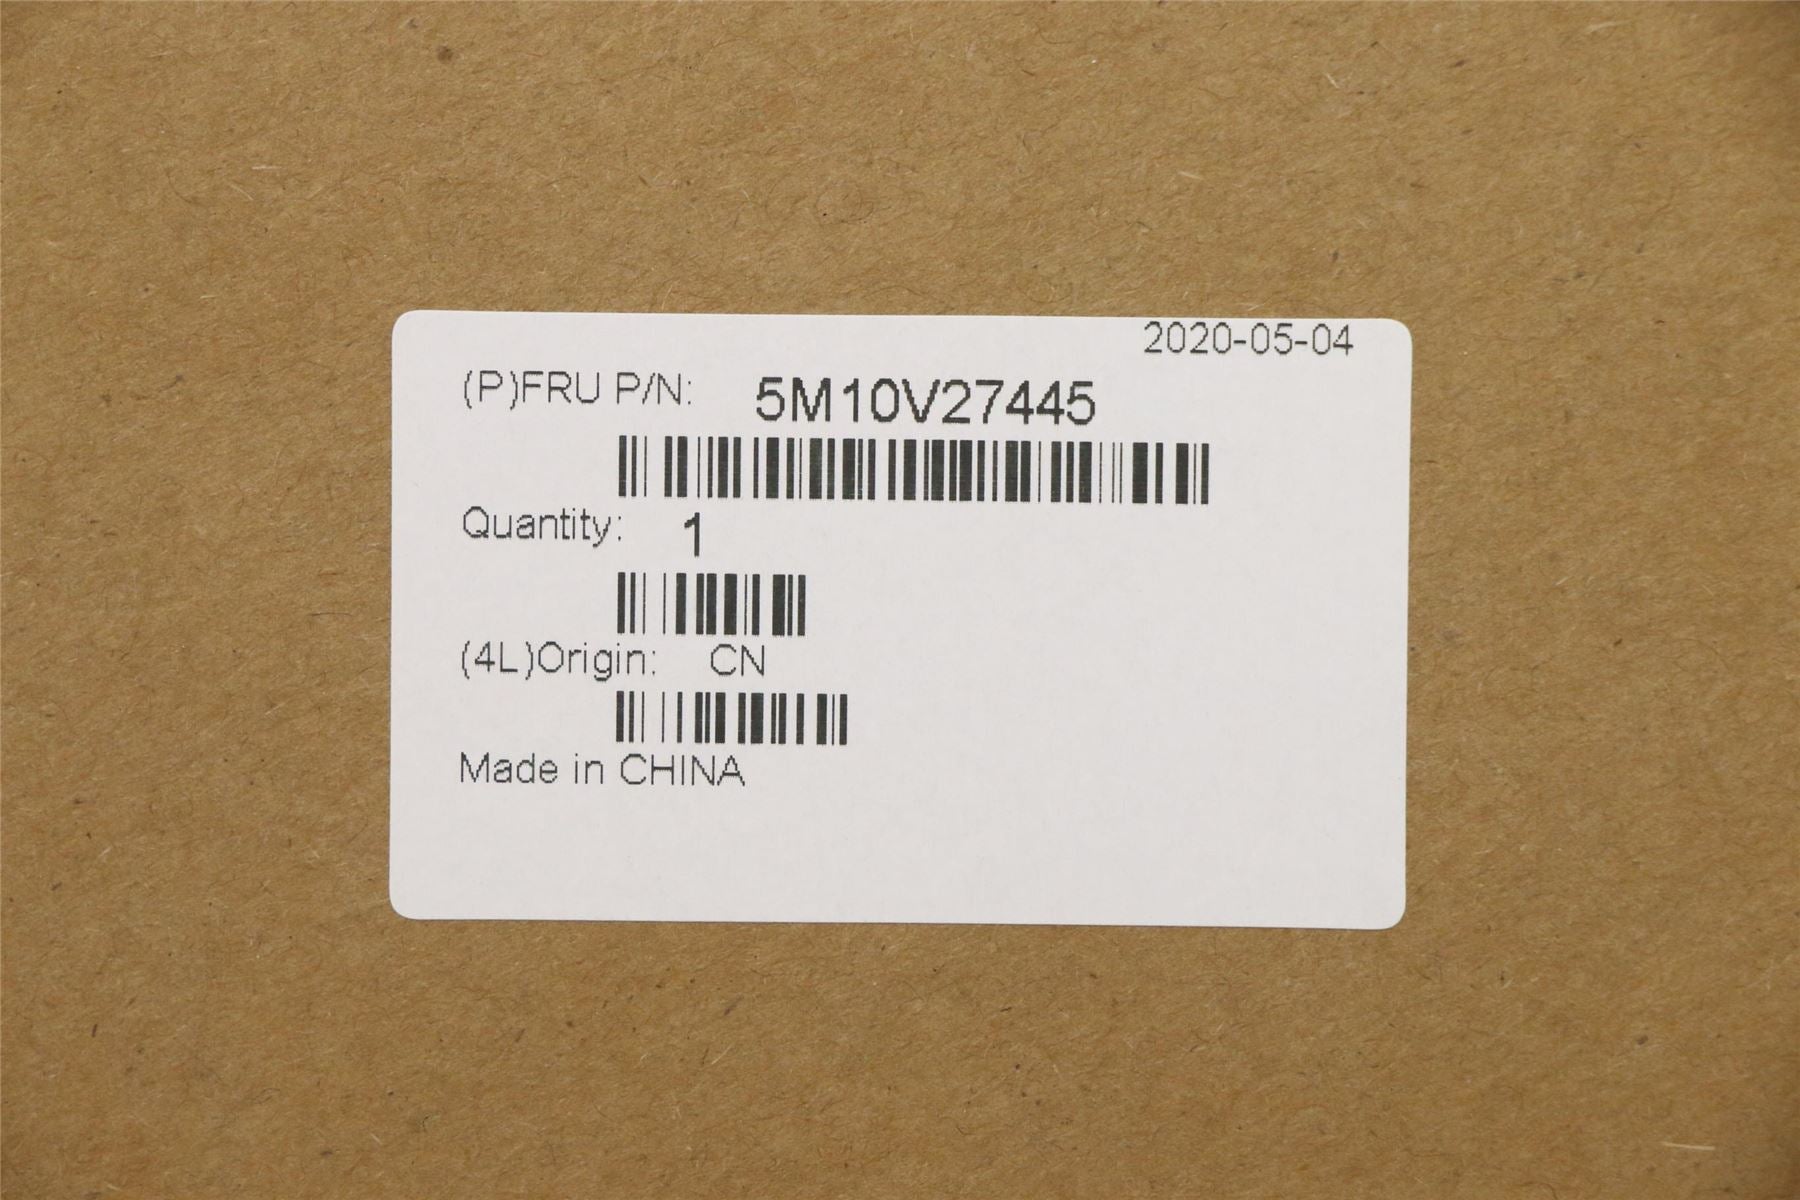 2020-05-04
(P)FRU P/N: 5M10V27445
Quantity: 1
(4L)Origin: CN
Made in CHINA